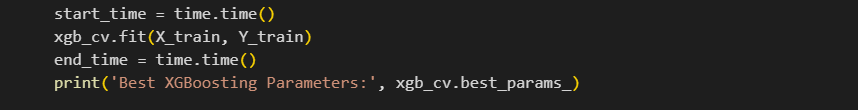 start_time = time.time()
xgb_cv.fit(X_train, Y_train)
end_time = time.time()
print('Best XGBoosting Parameters:', xgb_cv.best_params_)